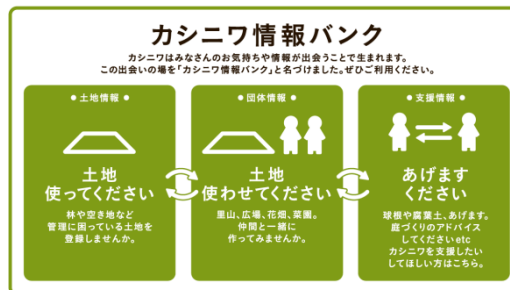 カシニワ情報バンク
カシニワはみなさんのお気持ちや情報が出会うことで生まれます。
この出会いの場を「カシニワ情報バンク」と名づけました。ぜひご利用ください。
● 土地情報 ●
土地
使ってください
林や空き地など
管理に困っている土地を
登録しませんか。
● 団体情報 ●
土地
使わせてください
里山、広場、花畑、菜園。
仲間と一緒に
作ってみませんか。
● 支援情報 ●
あげます
ください
球根や腐葉土、あげます。
庭づくりのアドバイス
してくださいetc
カシニワを支援したい
してほしい方はこちら。